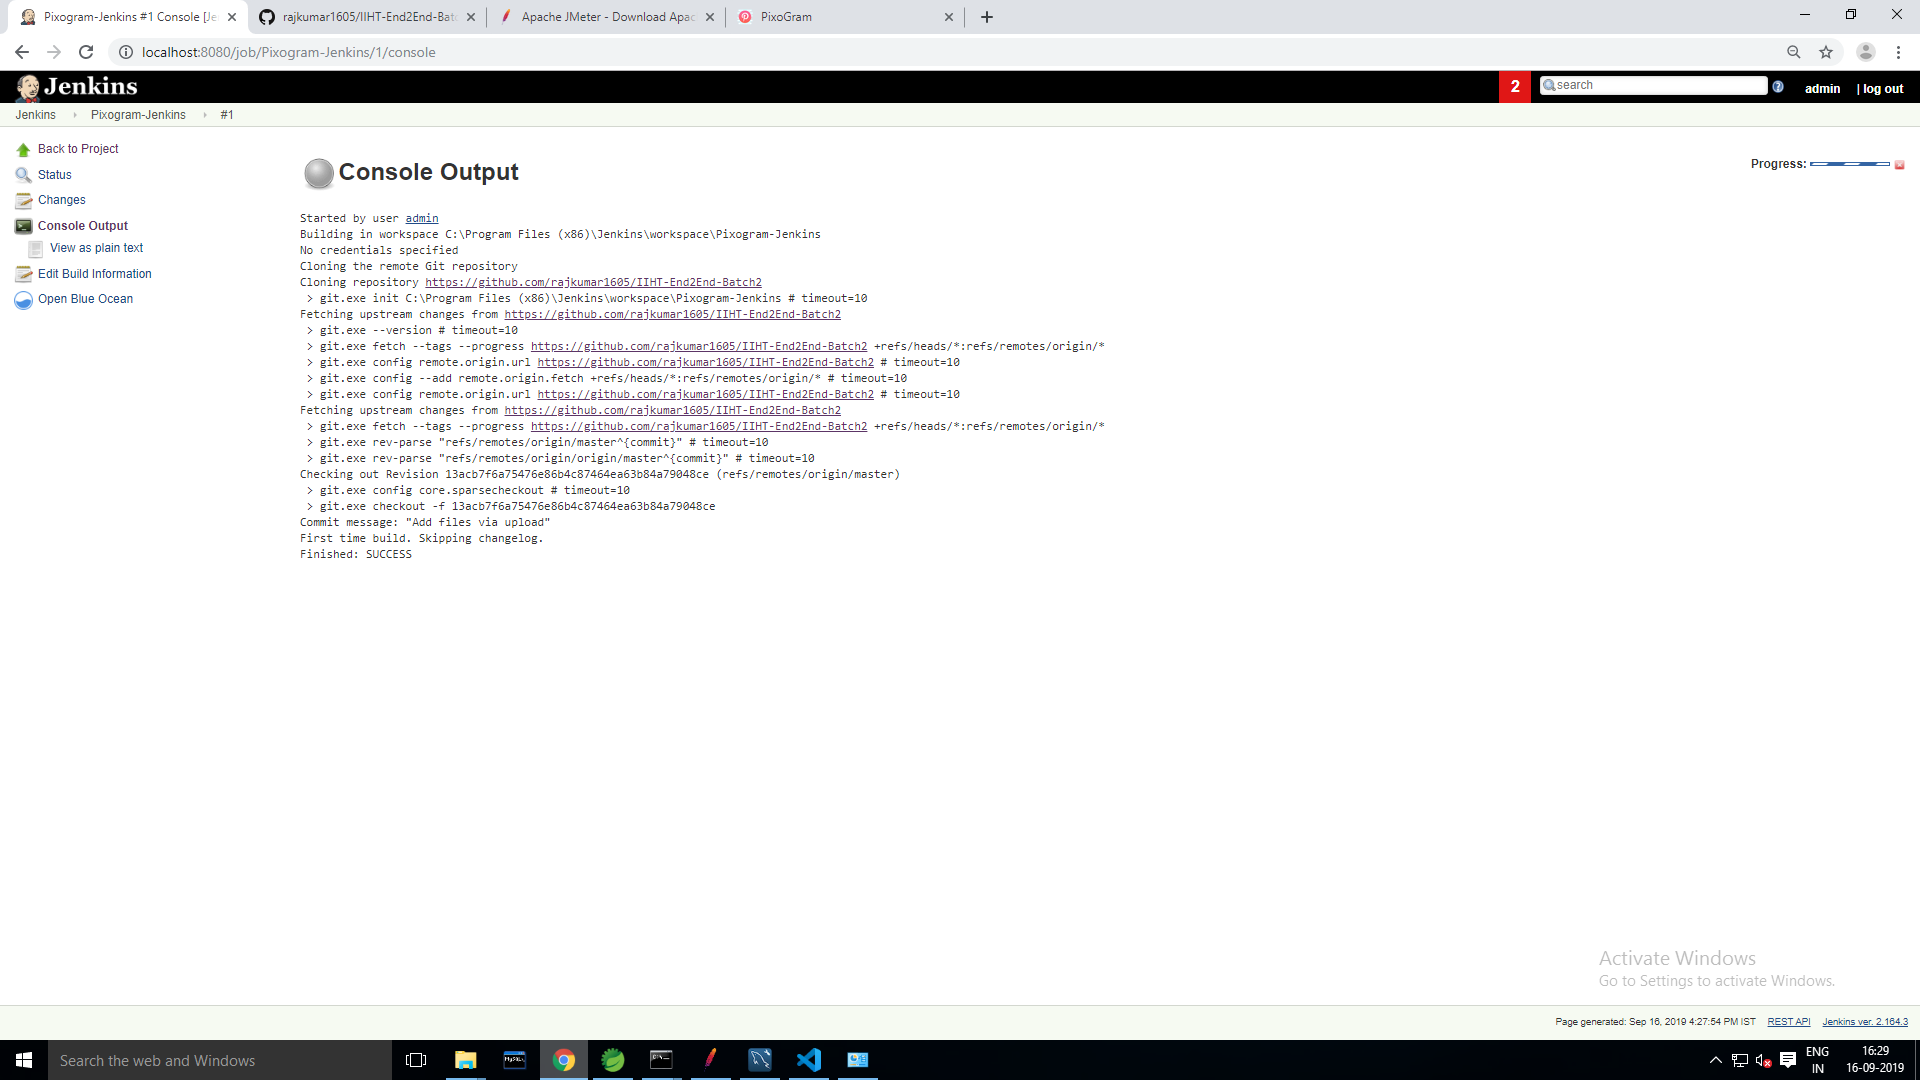 Pixogram-Jenkins #1 Console [Je
rajkumar1605/IIHT-End2End-Batc
Apache JMeter - Download Apac
PixoGram
localhost:8080/job/Pixogram-Jenkins/1/console
Jenkins
2
search
admin
| log out
Jenkins
Pixogram-Jenkins
#1
Back to Project
Status
Changes
Console Output
View as plain text
Edit Build Information
Open Blue Ocean
Console Output
Progress:
Started by user admin
Building in workspace C:\Program Files (x86)\Jenkins\workspace\Pixogram-Jenkins
No credentials specified
Cloning the remote Git repository
Cloning repository https://github.com/rajkumar1605/IIHT-End2End-Batch2
> git.exe init C:\Program Files (x86)\Jenkins\workspace\Pixogram-Jenkins # timeout=10
Fetching upstream changes from https://github.com/rajkumar1605/IIHT-End2End-Batch2
> git.exe --version # timeout=10
> git.exe fetch --tags --progress https://github.com/rajkumar1605/IIHT-End2End-Batch2 +refs/heads/*:refs/remotes/origin/*
> git.exe config remote.origin.url https://github.com/rajkumar1605/IIHT-End2End-Batch2 # timeout=10
> git.exe config --add remote.origin.fetch +refs/heads/*:refs/remotes/origin/* # timeout=10
> git.exe config remote.origin.url https://github.com/rajkumar1605/IIHT-End2End-Batch2 # timeout=10
Fetching upstream changes from https://github.com/rajkumar1605/IIHT-End2End-Batch2
> git.exe fetch --tags --progress https://github.com/rajkumar1605/IIHT-End2End-Batch2 +refs/heads/*:refs/remotes/origin/*
> git.exe rev-parse "refs/remotes/origin/master^{commit}" # timeout=10
> git.exe rev-parse "refs/remotes/origin/origin/master^{commit}" # timeout=10
Checking out Revision 13acb7f6a75476e86b4c87464ea63b84a79048ce (refs/remotes/origin/master)
> git.exe config core.sparsecheckout # timeout=10
> git.exe checkout -f 13acb7f6a75476e86b4c87464ea63b84a79048ce
Commit message: "Add files via upload"
First time build. Skipping changelog.
Finished: SUCCESS
Activate Windows
Go to Settings to activate Windows.
Page generated: Sep 16, 2019 4:27:54 PM IST
REST API
Jenkins ver. 2.164.3
Search the web and Windows
ENG
IN
16:29
16-09-2019